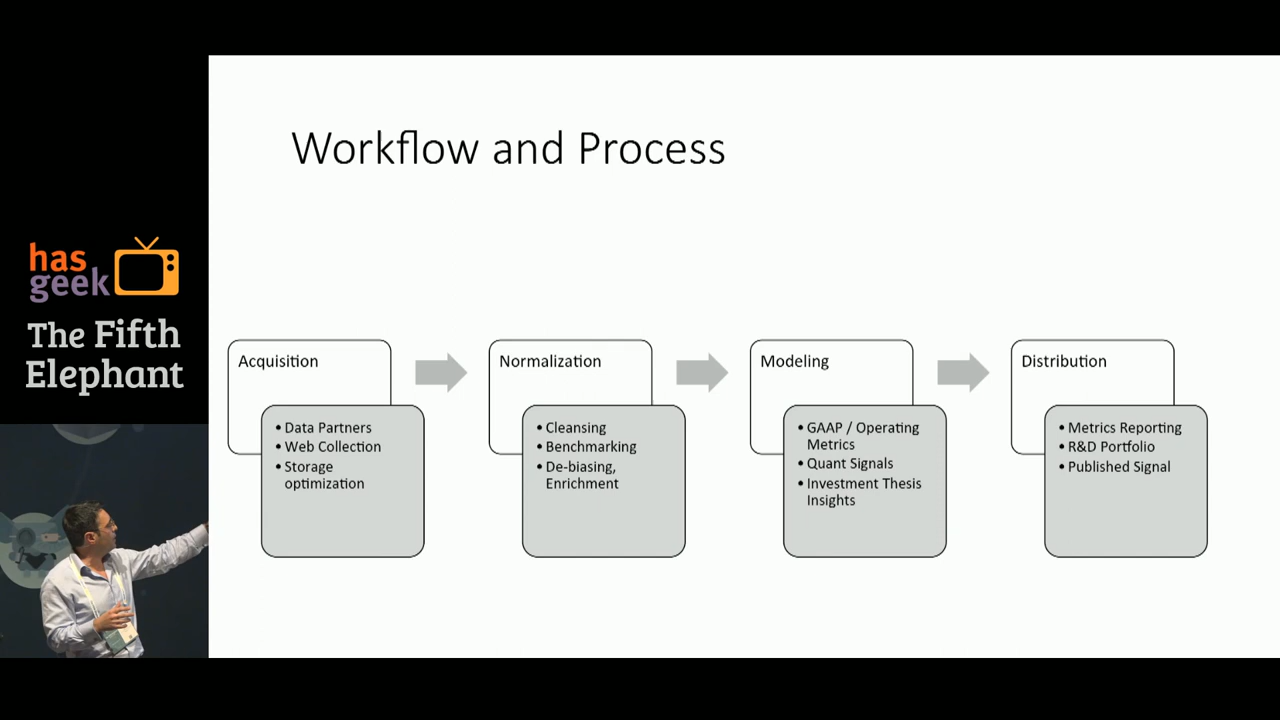 has
geek
The Fifth
Elephant
Workflow and Process
Acquisition
• Data Partners
• Web Collection
• Storage
optimization
Normalization
• Cleansing
• Benchmarking
• De-biasing,
Enrichment
Modeling
• GAAP / Operating
Metrics
• Quant Signals
• Investment Thesis
Insights
Distribution
• Metrics Reporting
• R&D Portfolio
• Published Signal